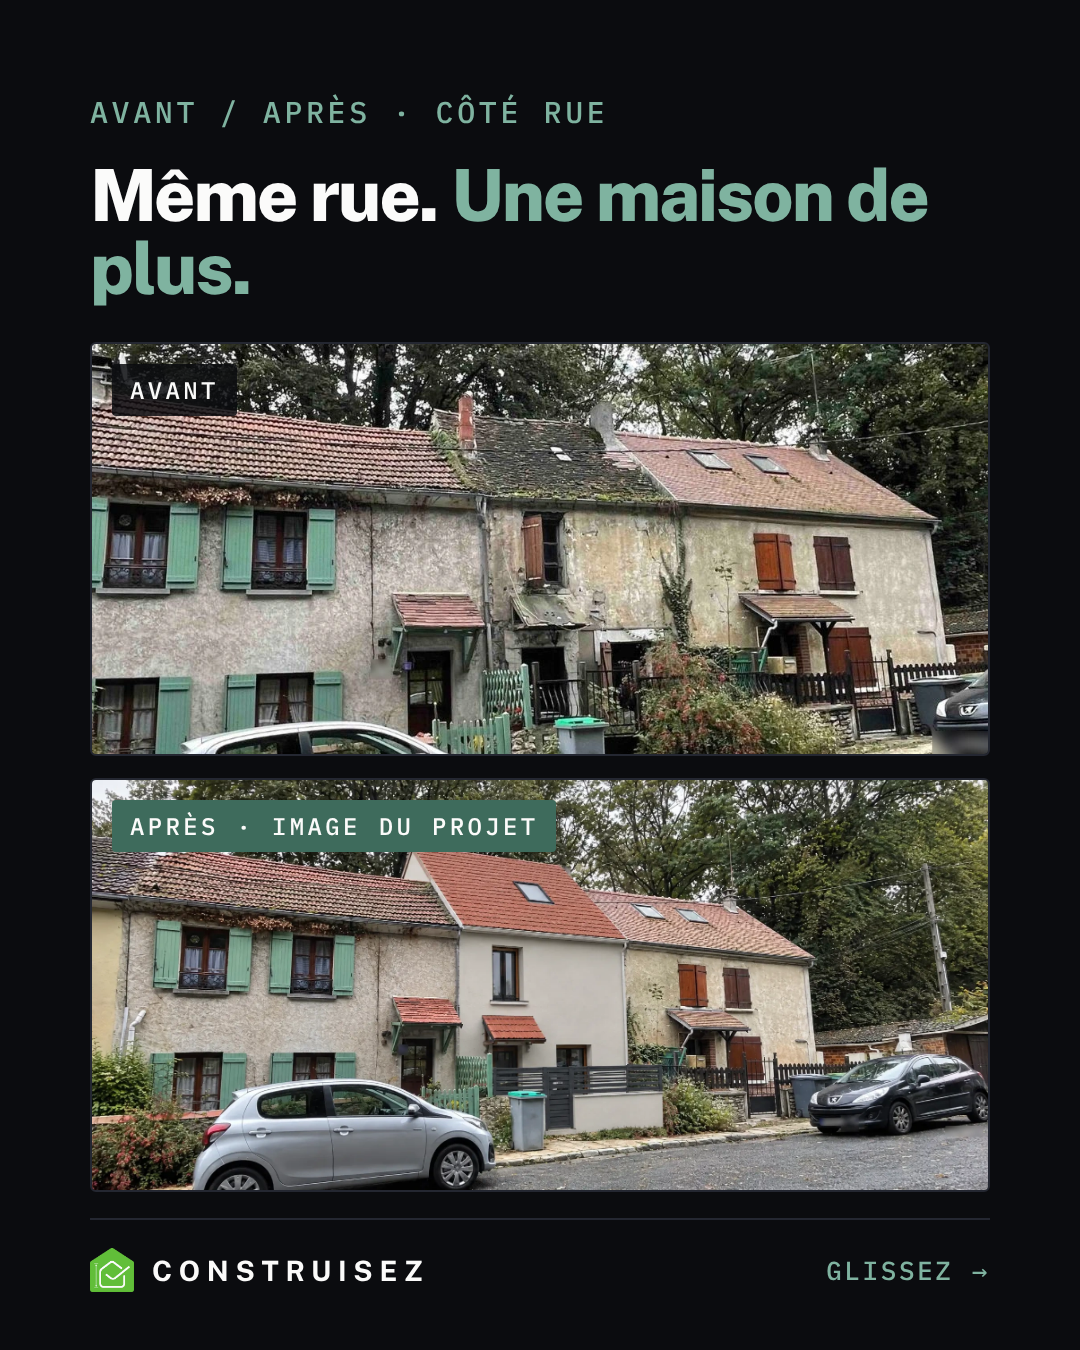 AVANT / APRÈS · CÔTÉ RUE
Même rue. Une maison de
plus.
AVANT
APRÈS · IMAGE DU PROJET
CONSTRUISEZ
GLISSEZ →